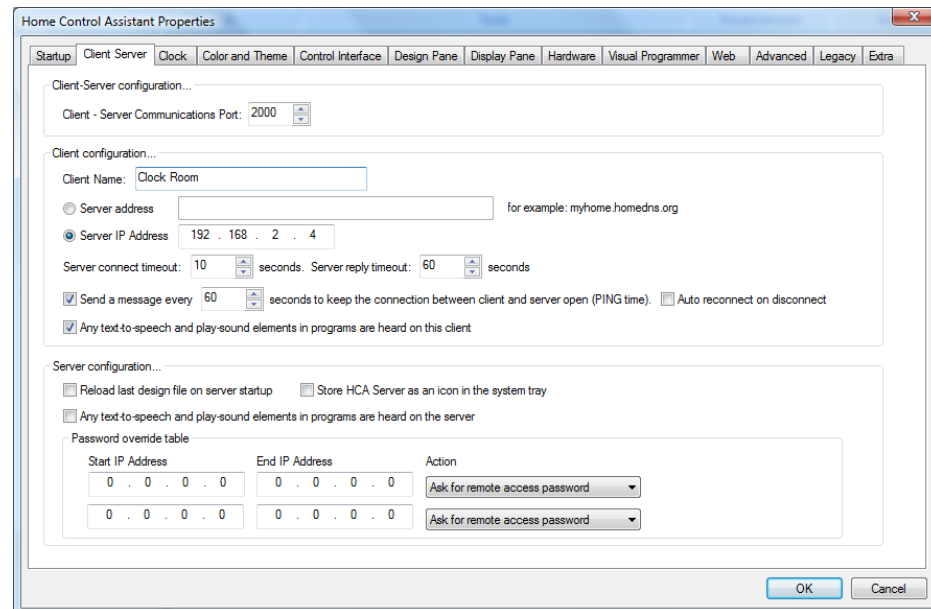 Home Control Assistant Properties
Startup Client Server Clock Color and Theme Control Interface Design Pane Display Pane Hardware Visual Programmer Web Advanced Legacy Extra
Client-Server configuration...
Client - Server Communications Port: 2000
Client configuration...
Client Name: Clock Room
Server address for example: myhome.homedns.org
Server IP Address 192 . 168 . 2 . 4
Server connect timeout: 10 seconds. Server reply timeout: 60 seconds
Send a message every 60 seconds to keep the connection between client and server open (PING time). Auto reconnect on disconnect
Any text-to-speech and play-sound elements in programs are heard on this client
Server configuration...
Reload last design file on server startup Store HCA Server as an icon in the system tray
Any text-to-speech and play-sound elements in programs are heard on the server
Password override table
Start IP Address End IP Address Action
0 . 0 . 0 . 0 0 . 0 . 0 . 0 Ask for remote access password
0 . 0 . 0 . 0 0 . 0 . 0 . 0 Ask for remote access password
OK Cancel